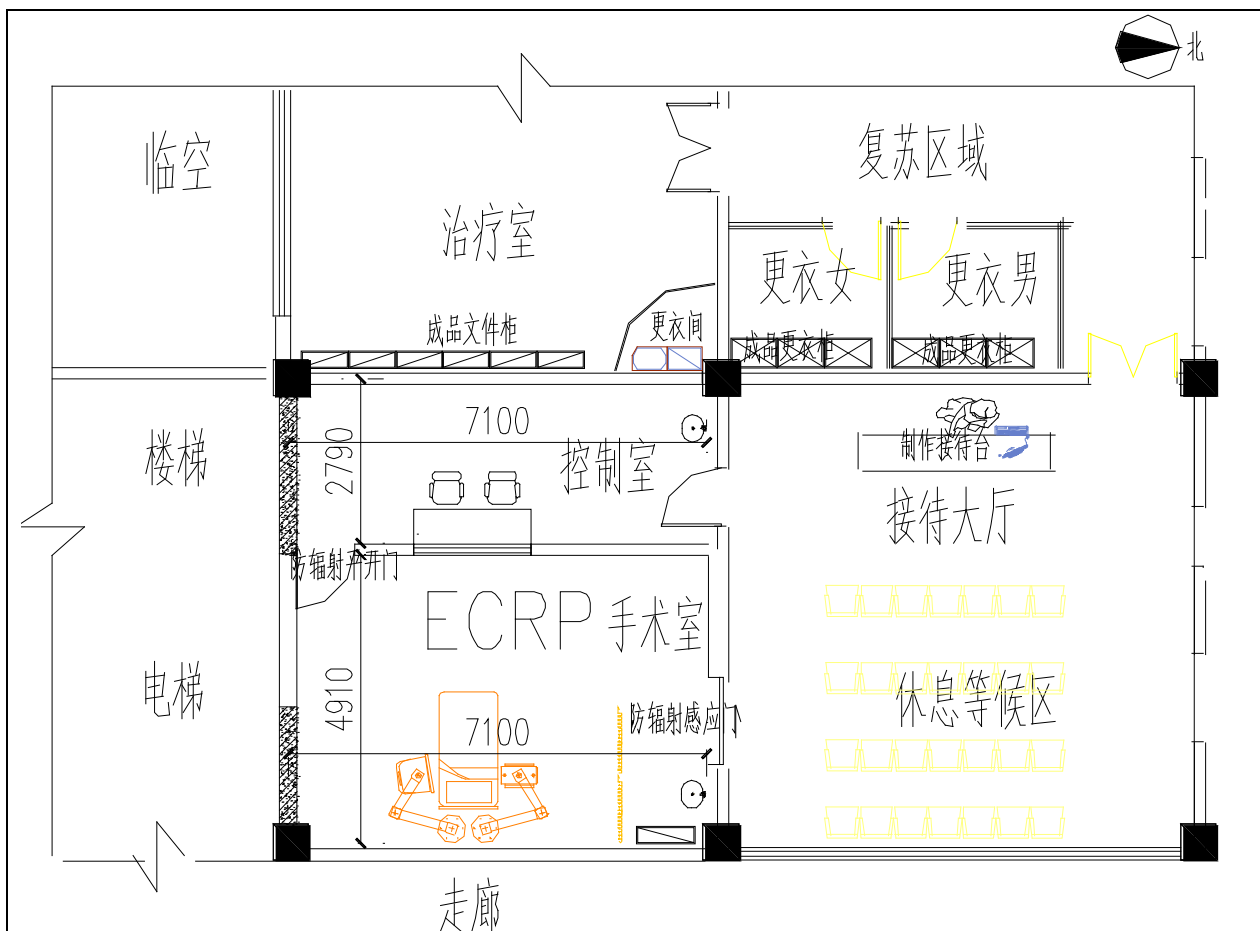 北
临空
复苏区域
治疗室
更衣女
更衣男
成品文件柜
更衣间
成品更衣柜
成品更衣柜
7100
2790
楼梯
控制室
制作接待台
接待大厅
防辐射平开门
ECRP 手术室
4910
电梯
7100
防辐射感应门
休息等候区
走廊